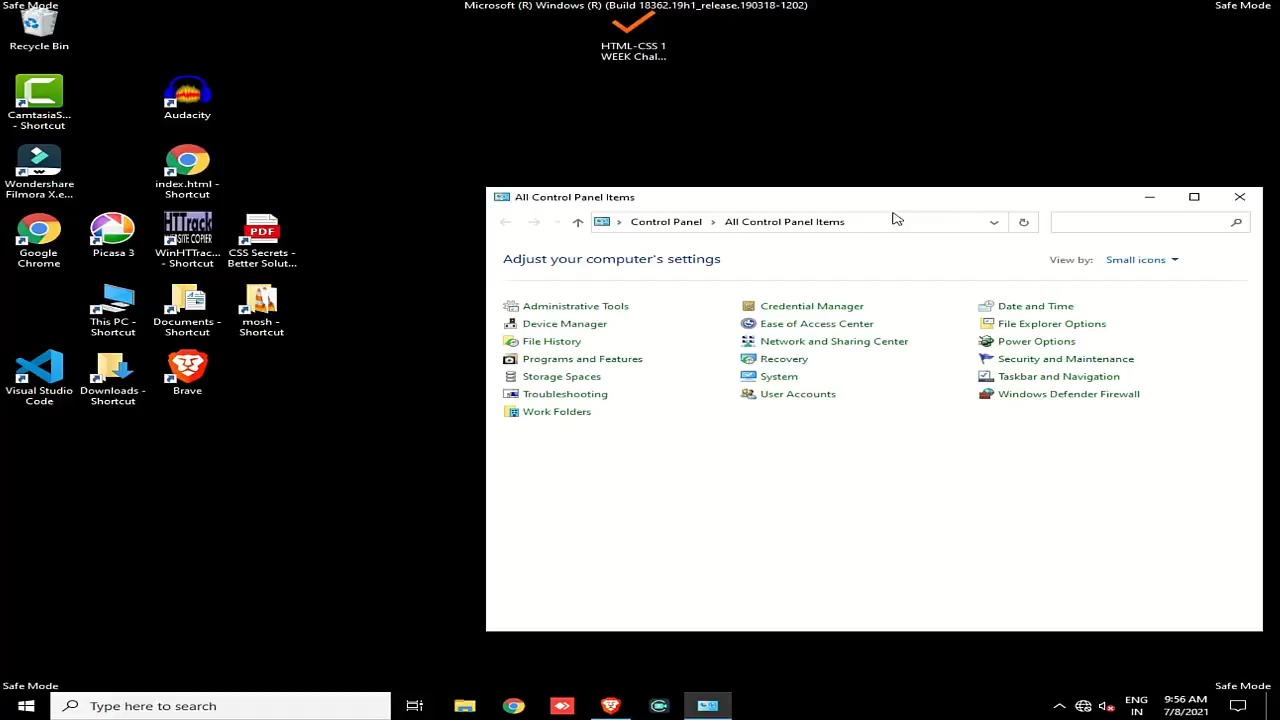 Safe Mode
Microsoft (R) Windows (R) (Build 18362.19h1_release.190318-1202)
Safe Mode
Recycle Bin
HTML-CSS 1
WEEK Chal...
CamtasiaS...
- Shortcut
Audacity
Wondershare
Filmora X.e...
index.html -
Shortcut
Google
Chrome
Picasa 3
HTTrack
WEBSITE COPIER
WinHTTrac...
- Shortcut
PDF
CSS Secrets -
Better Solut...
This PC -
Shortcut
Documents -
Shortcut
mosh -
Shortcut
Visual Studio
Code
Downloads -
Shortcut
Brave
All Control Panel Items
Control Panel
All Control Panel Items
Adjust your computer's settings
View by:
Small icons
Administrative Tools
Credential Manager
Date and Time
Device Manager
Ease of Access Center
File Explorer Options
File History
Network and Sharing Center
Power Options
Programs and Features
Recovery
Security and Maintenance
Storage Spaces
System
Taskbar and Navigation
Troubleshooting
User Accounts
Windows Defender Firewall
Work Folders
Safe Mode
Safe Mode
Type here to search
ENG
IN
9:56 AM
7/8/2021